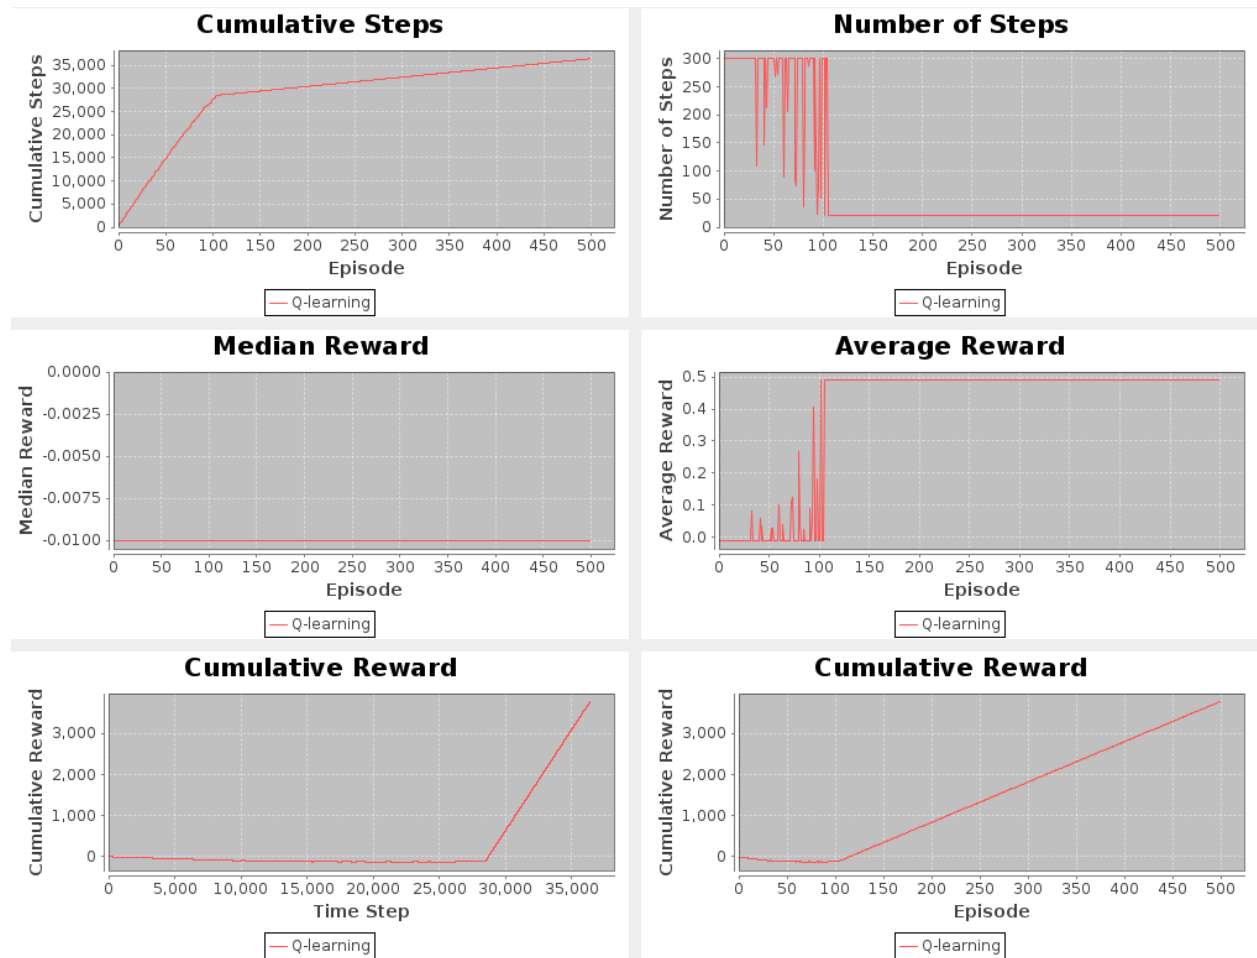 Cumulative Steps
35,000
30,000
25,000
20,000
15,000
10,000
5,000
0
Cumulative Steps
0 50 100 150 200 250 300 350 400 450 500
Episode
Q-learning
Number of Steps
300
250
200
150
100
50
0
Number of Steps
0 50 100 150 200 250 300 350 400 450 500
Episode
Q-learning
Median Reward
0.0000
-0.0025
-0.0050
-0.0075
-0.0100
Median Reward
0 50 100 150 200 250 300 350 400 450 500
Episode
Q-learning
Average Reward
0.5
0.4
0.3
0.2
0.1
0.0
Average Reward
0 50 100 150 200 250 300 350 400 450 500
Episode
Q-learning
Cumulative Reward
3,000
2,000
1,000
0
Cumulative Reward
0 5,000 10,000 15,000 20,000 25,000 30,000 35,000
Time Step
Q-learning
Cumulative Reward
3,000
2,000
1,000
0
Cumulative Reward
0 50 100 150 200 250 300 350 400 450 500
Episode
Q-learning